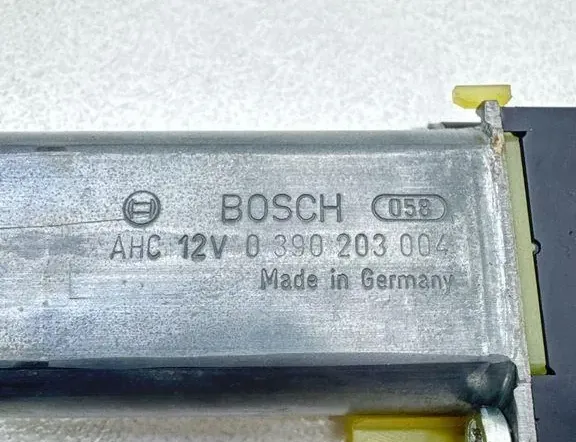 BOSCH 058
AHC 12V 0 390 203 004
Made in Germany